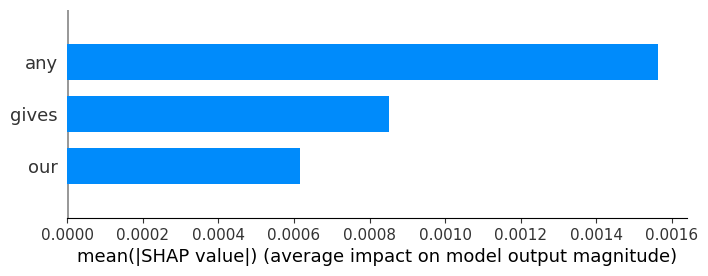 any
gives
our
0.0000 0.0002 0.0004 0.0006 0.0008 0.0010 0.0012 0.0014 0.0016
mean(|SHAP value|) (average impact on model output magnitude)